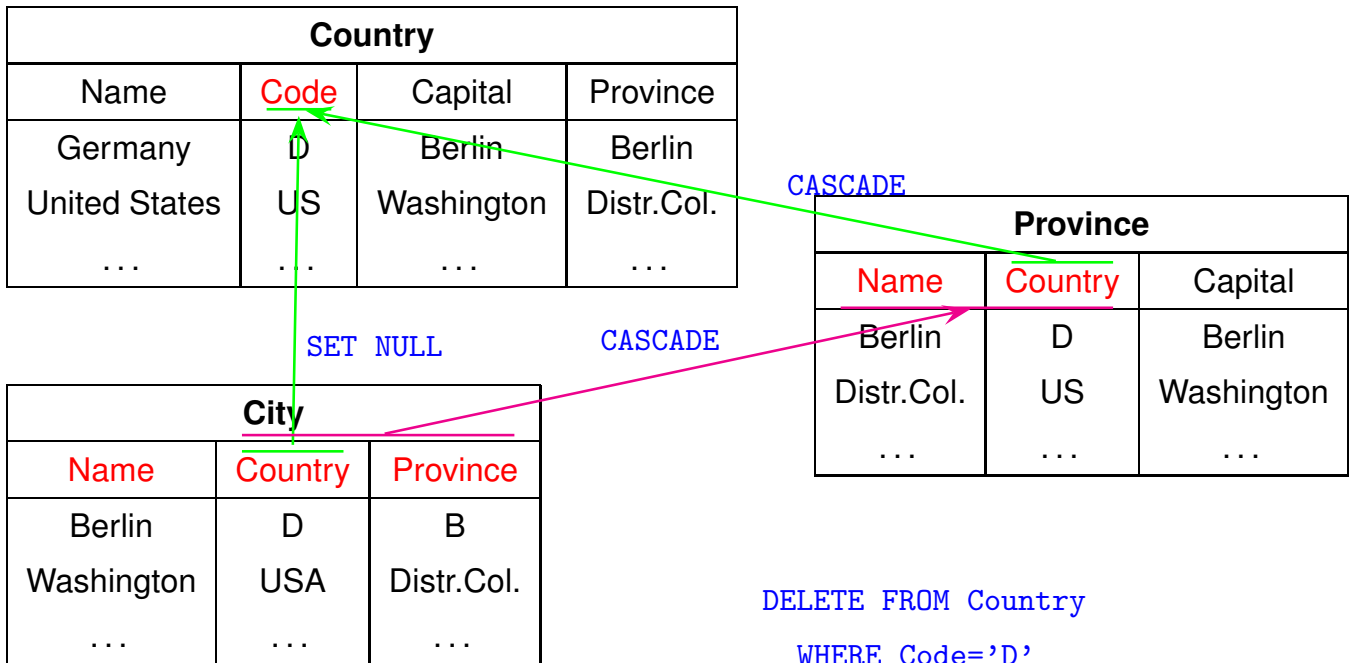 Country
Name Code Capital Province
Germany D Berlin Berlin
United States US Washington Distr.Col.
. . . . . . . . . . . .
CASCADE
Province
Name Country Capital
Berlin D Berlin
Distr.Col. US Washington
. . . . . . . . .
SET NULL
CASCADE
City
Name Country Province
Berlin D B
Washington USA Distr.Col.
. . . . . . . . .
DELETE FROM Country
WHERE Code='D'